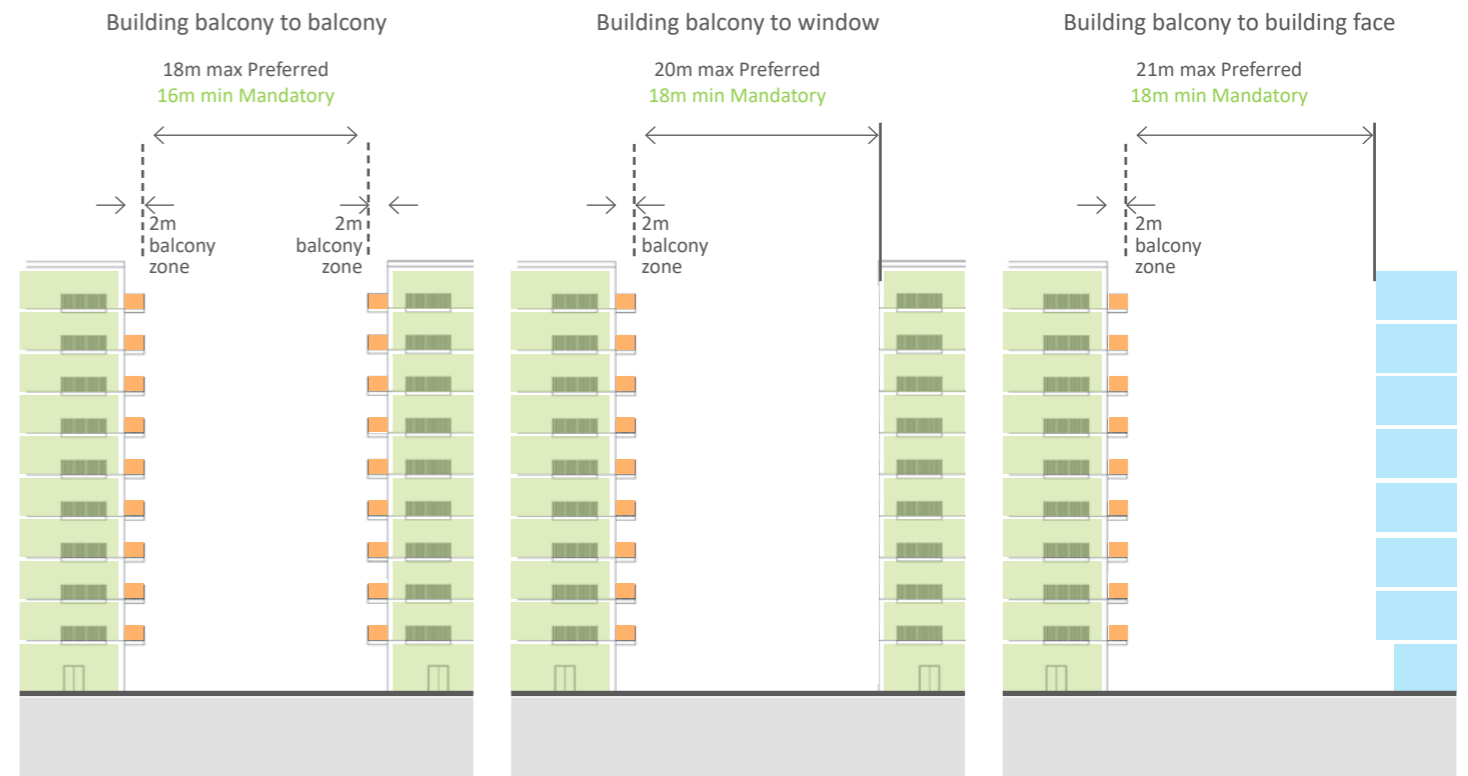 Building balcony to balcony
18m max Preferred
16m min Mandatory
2m
balcony
zone
2m
balcony
zone
Building balcony to window
20m max Preferred
18m min Mandatory
2m
balcony
zone
Building balcony to building face
21m max Preferred
18m min Mandatory
2m
balcony
zone